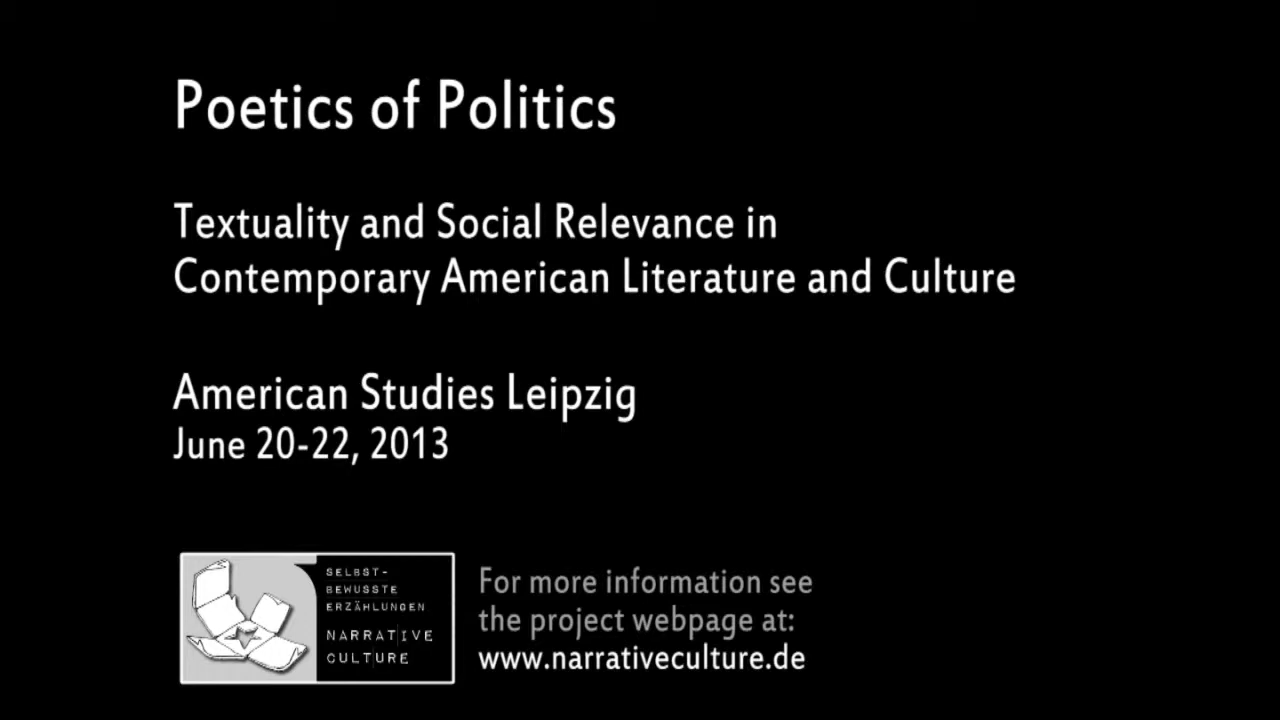 Poetics of Politics
Textuality and Social Relevance in
Contemporary American Literature and Culture
American Studies Leipzig
June 20-22, 2013
SELBST-
BEWUSSTE
ERZÄHLUNGEN
NARRATIVE
CULTURE
For more information see
the project webpage at:
www.narrativeculture.de